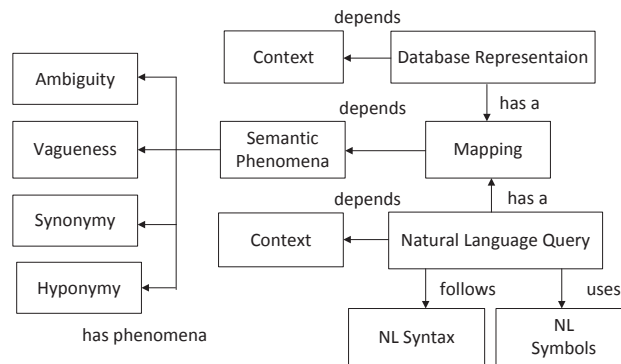 depends
Context
Database Representaion
Ambiguity
has a
depends
Vagueness
Semantic
Phenomena
Mapping
Synonymy
depends
has a
Context
Natural Language Query
Hyponymy
follows
uses
has phenomena
NL Syntax
NL
Symbols